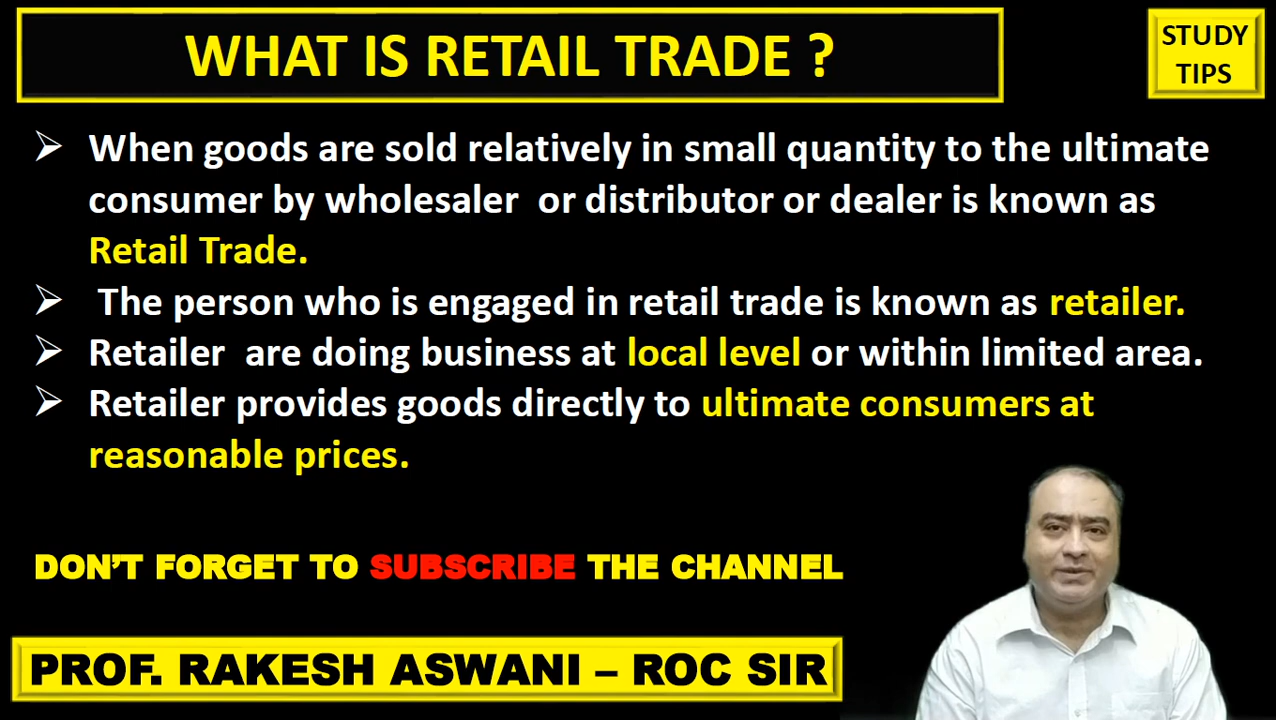 WHAT IS RETAIL TRADE ?
STUDY
TIPS
➢ When goods are sold relatively in small quantity to the ultimate
consumer by wholesaler or distributor or dealer is known as
Retail Trade.
➢ The person who is engaged in retail trade is known as retailer.
➢ Retailer are doing business at local level or within limited area.
➢ Retailer provides goods directly to ultimate consumers at
reasonable prices.
DON'T FORGET TO SUBSCRIBE THE CHANNEL
PROF. RAKESH ASWANI – ROC SIR